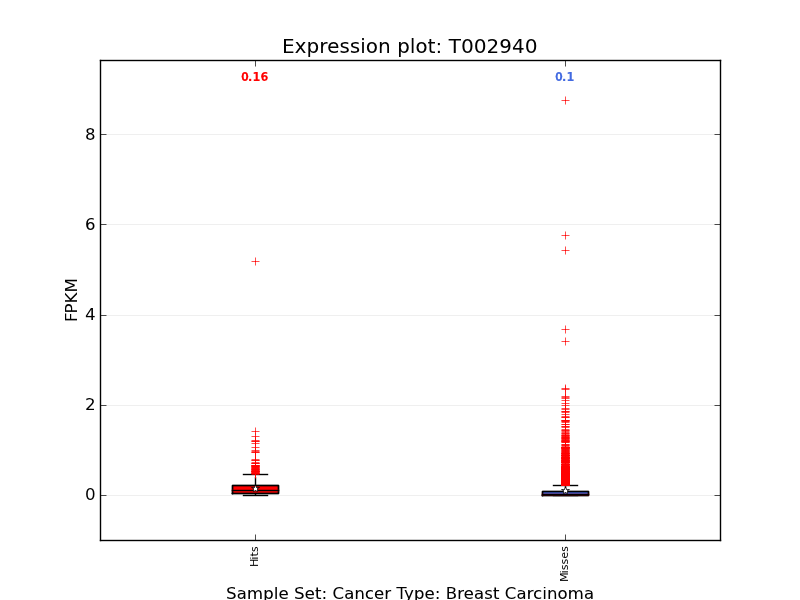 Expression plot: T002940
0.16
0.1
8
6
4
2
0
FPKM
Hits
Misses
Sample Set: Cancer Type: Breast Carcinoma